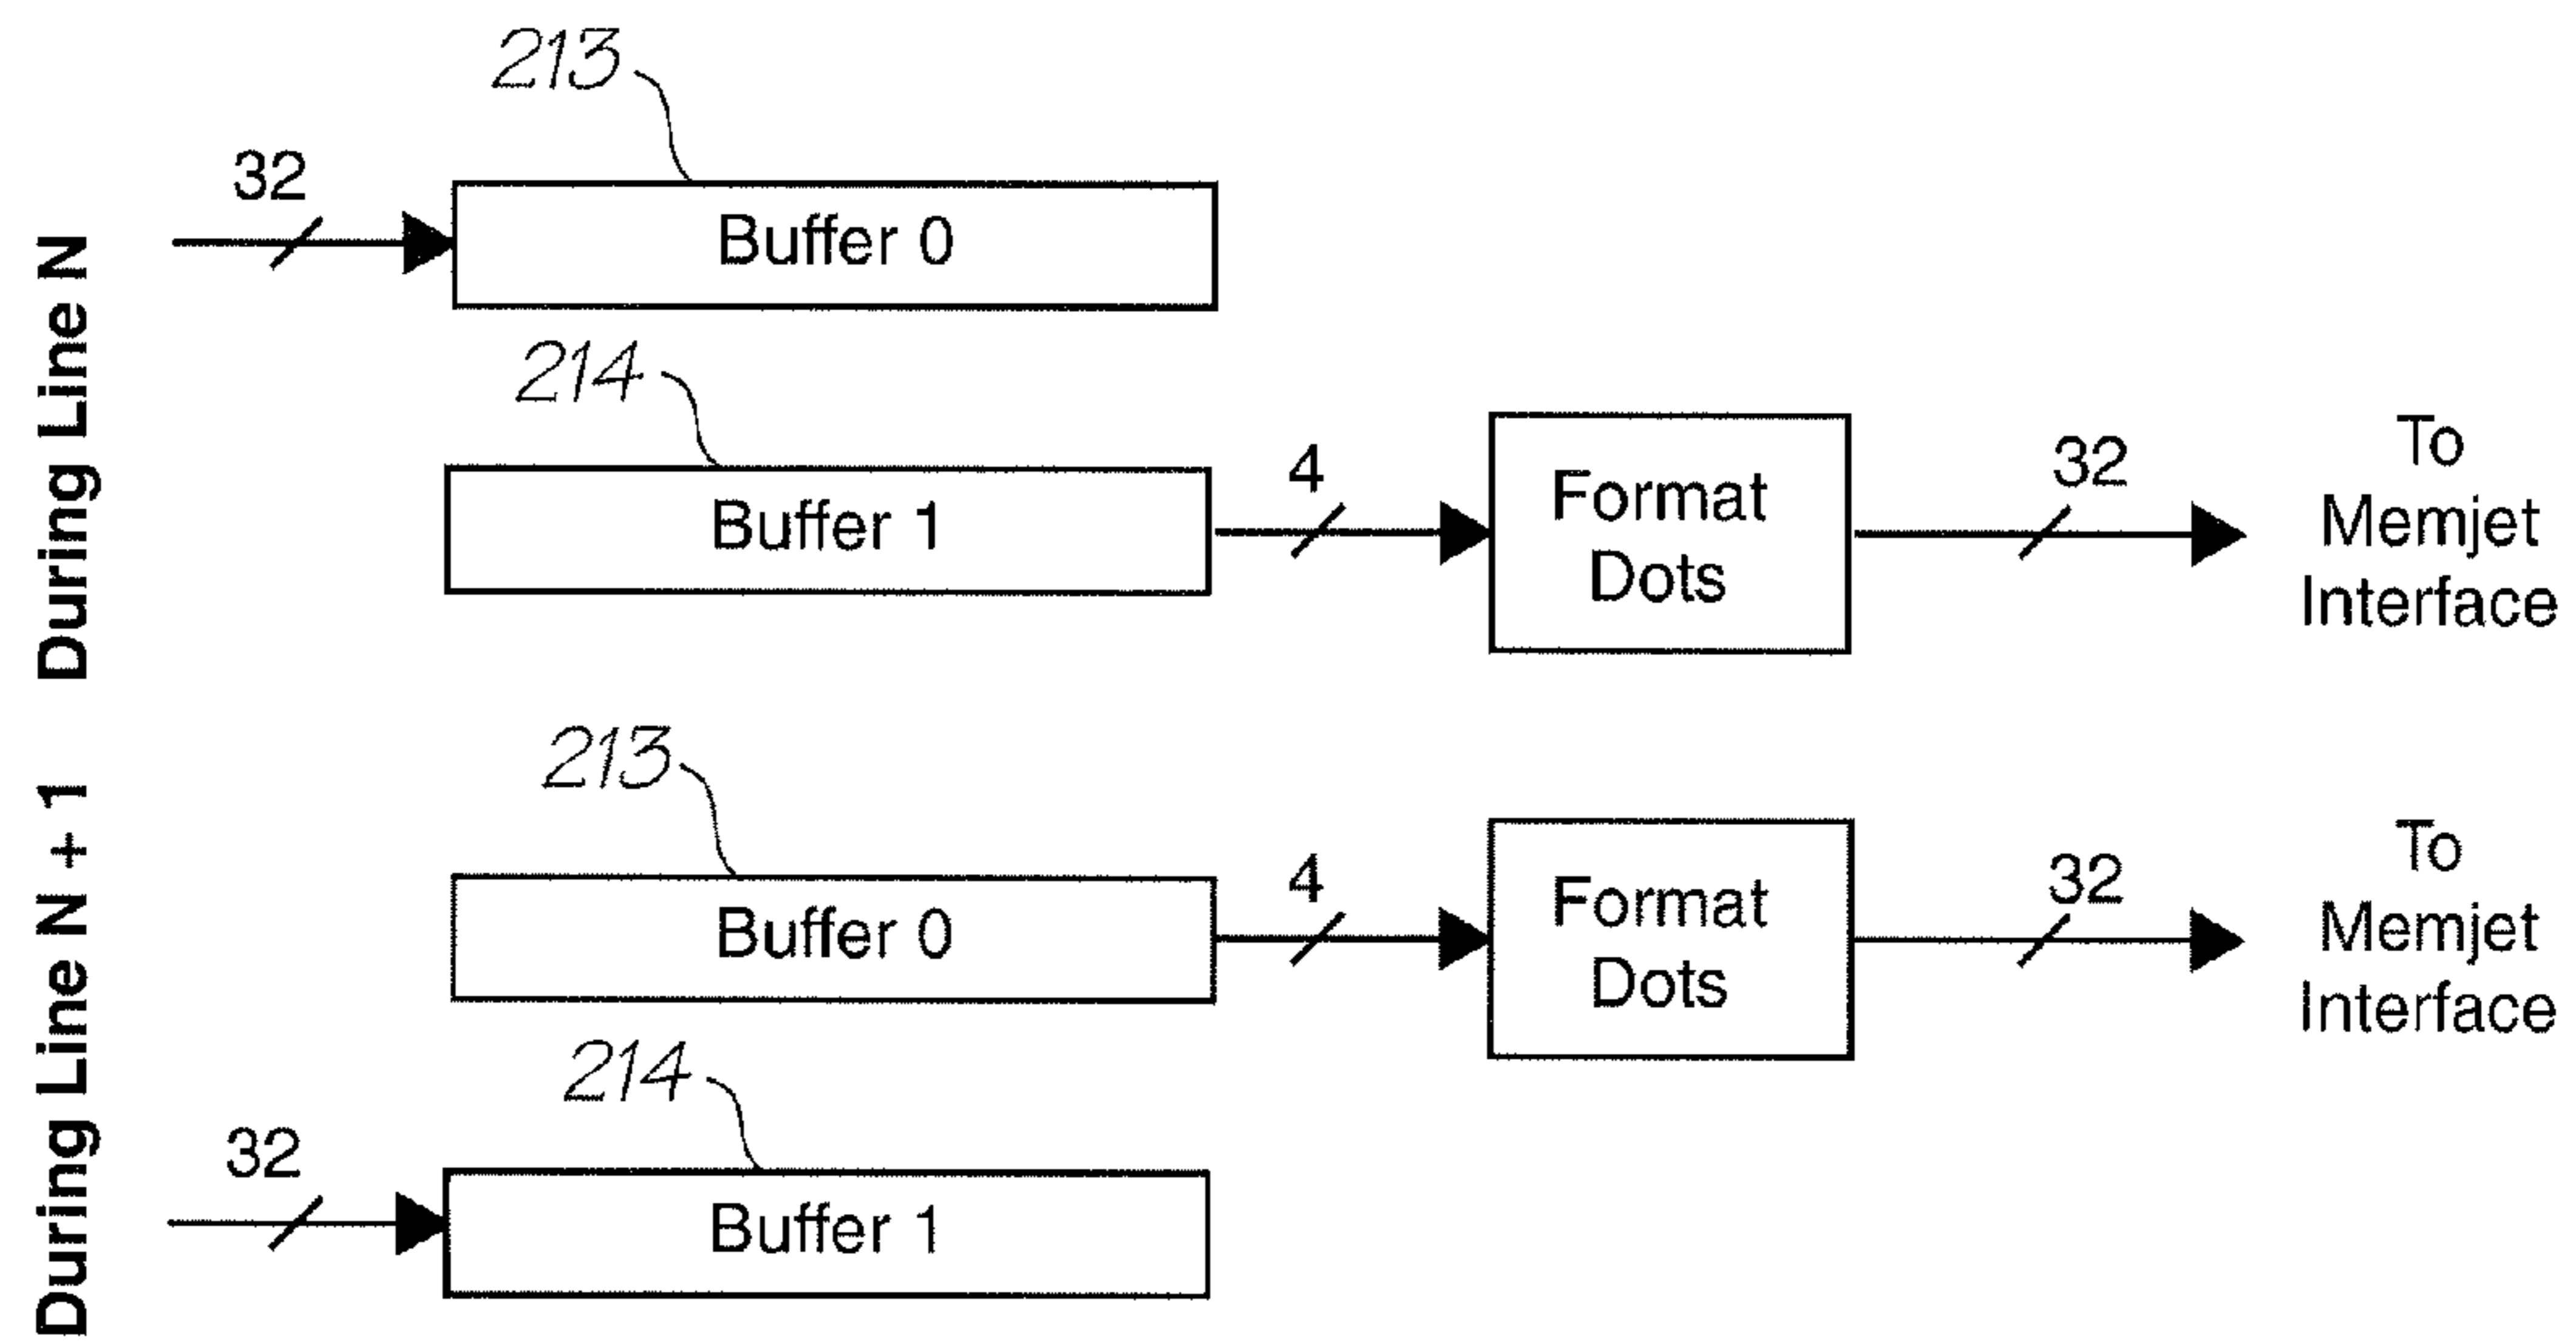 During Line N
213
32
Buffer 0
214
Buffer 1
4
Format
Dots
32
To
Memjet
Interface
During Line N + 1
213
Buffer 0
4
Format
Dots
32
To
Memjet
Interface
214
32
Buffer 1